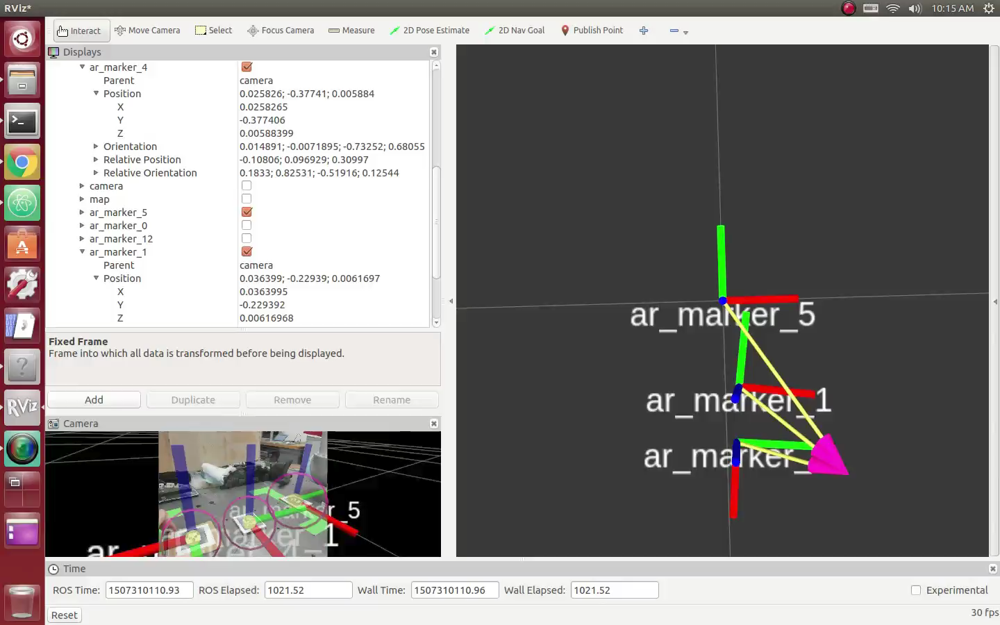 RViz*
10:15 AM
Interact
Move Camera
Select
Focus Camera
Measure
2D Pose Estimate
2D Nav Goal
Publish Point
Displays
ar_marker_4
Parent camera
Position 0.025826; -0.37741; 0.005884
X 0.0258265
Y -0.377406
Z 0.00588399
Orientation 0.014891; -0.0071895; -0.73252; 0.68055
Relative Position -0.10806; 0.096929; 0.30997
Relative Orientation 0.1833; 0.82531; -0.51916; 0.12544
camera
map
ar_marker_5
ar_marker_0
ar_marker_12
ar_marker_1
Parent camera
Position 0.036399; -0.22939; 0.0061697
X 0.0363995
Y -0.229392
Z 0.00616968
Fixed Frame
Frame into which all data is transformed before being displayed.
Add
Duplicate
Remove
Rename
Camera
ar_marker_5
ar_marker_1
ar_marker_5
ar_marker_1
ar_marker_
Time
ROS Time: 1507310110.93 ROS Elapsed: 1021.52 Wall Time: 1507310110.96 Wall Elapsed: 1021.52 Experimental
Reset
30 fps
RViz